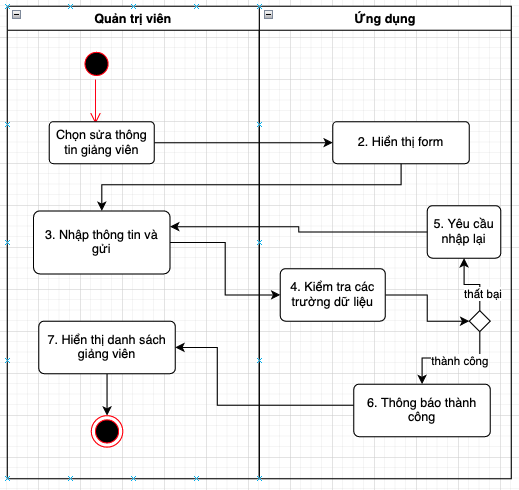 Quản trị viên
Ứng dụng
Chọn sửa thông
tin giảng viên
2. Hiển thị form
3. Nhập thông tin và
gửi
5. Yêu cầu
nhập lại
4. Kiểm tra các
trường dữ liệu
thất bại
7. Hiển thị danh sách
giảng viên
thành công
6. Thông báo thành
công